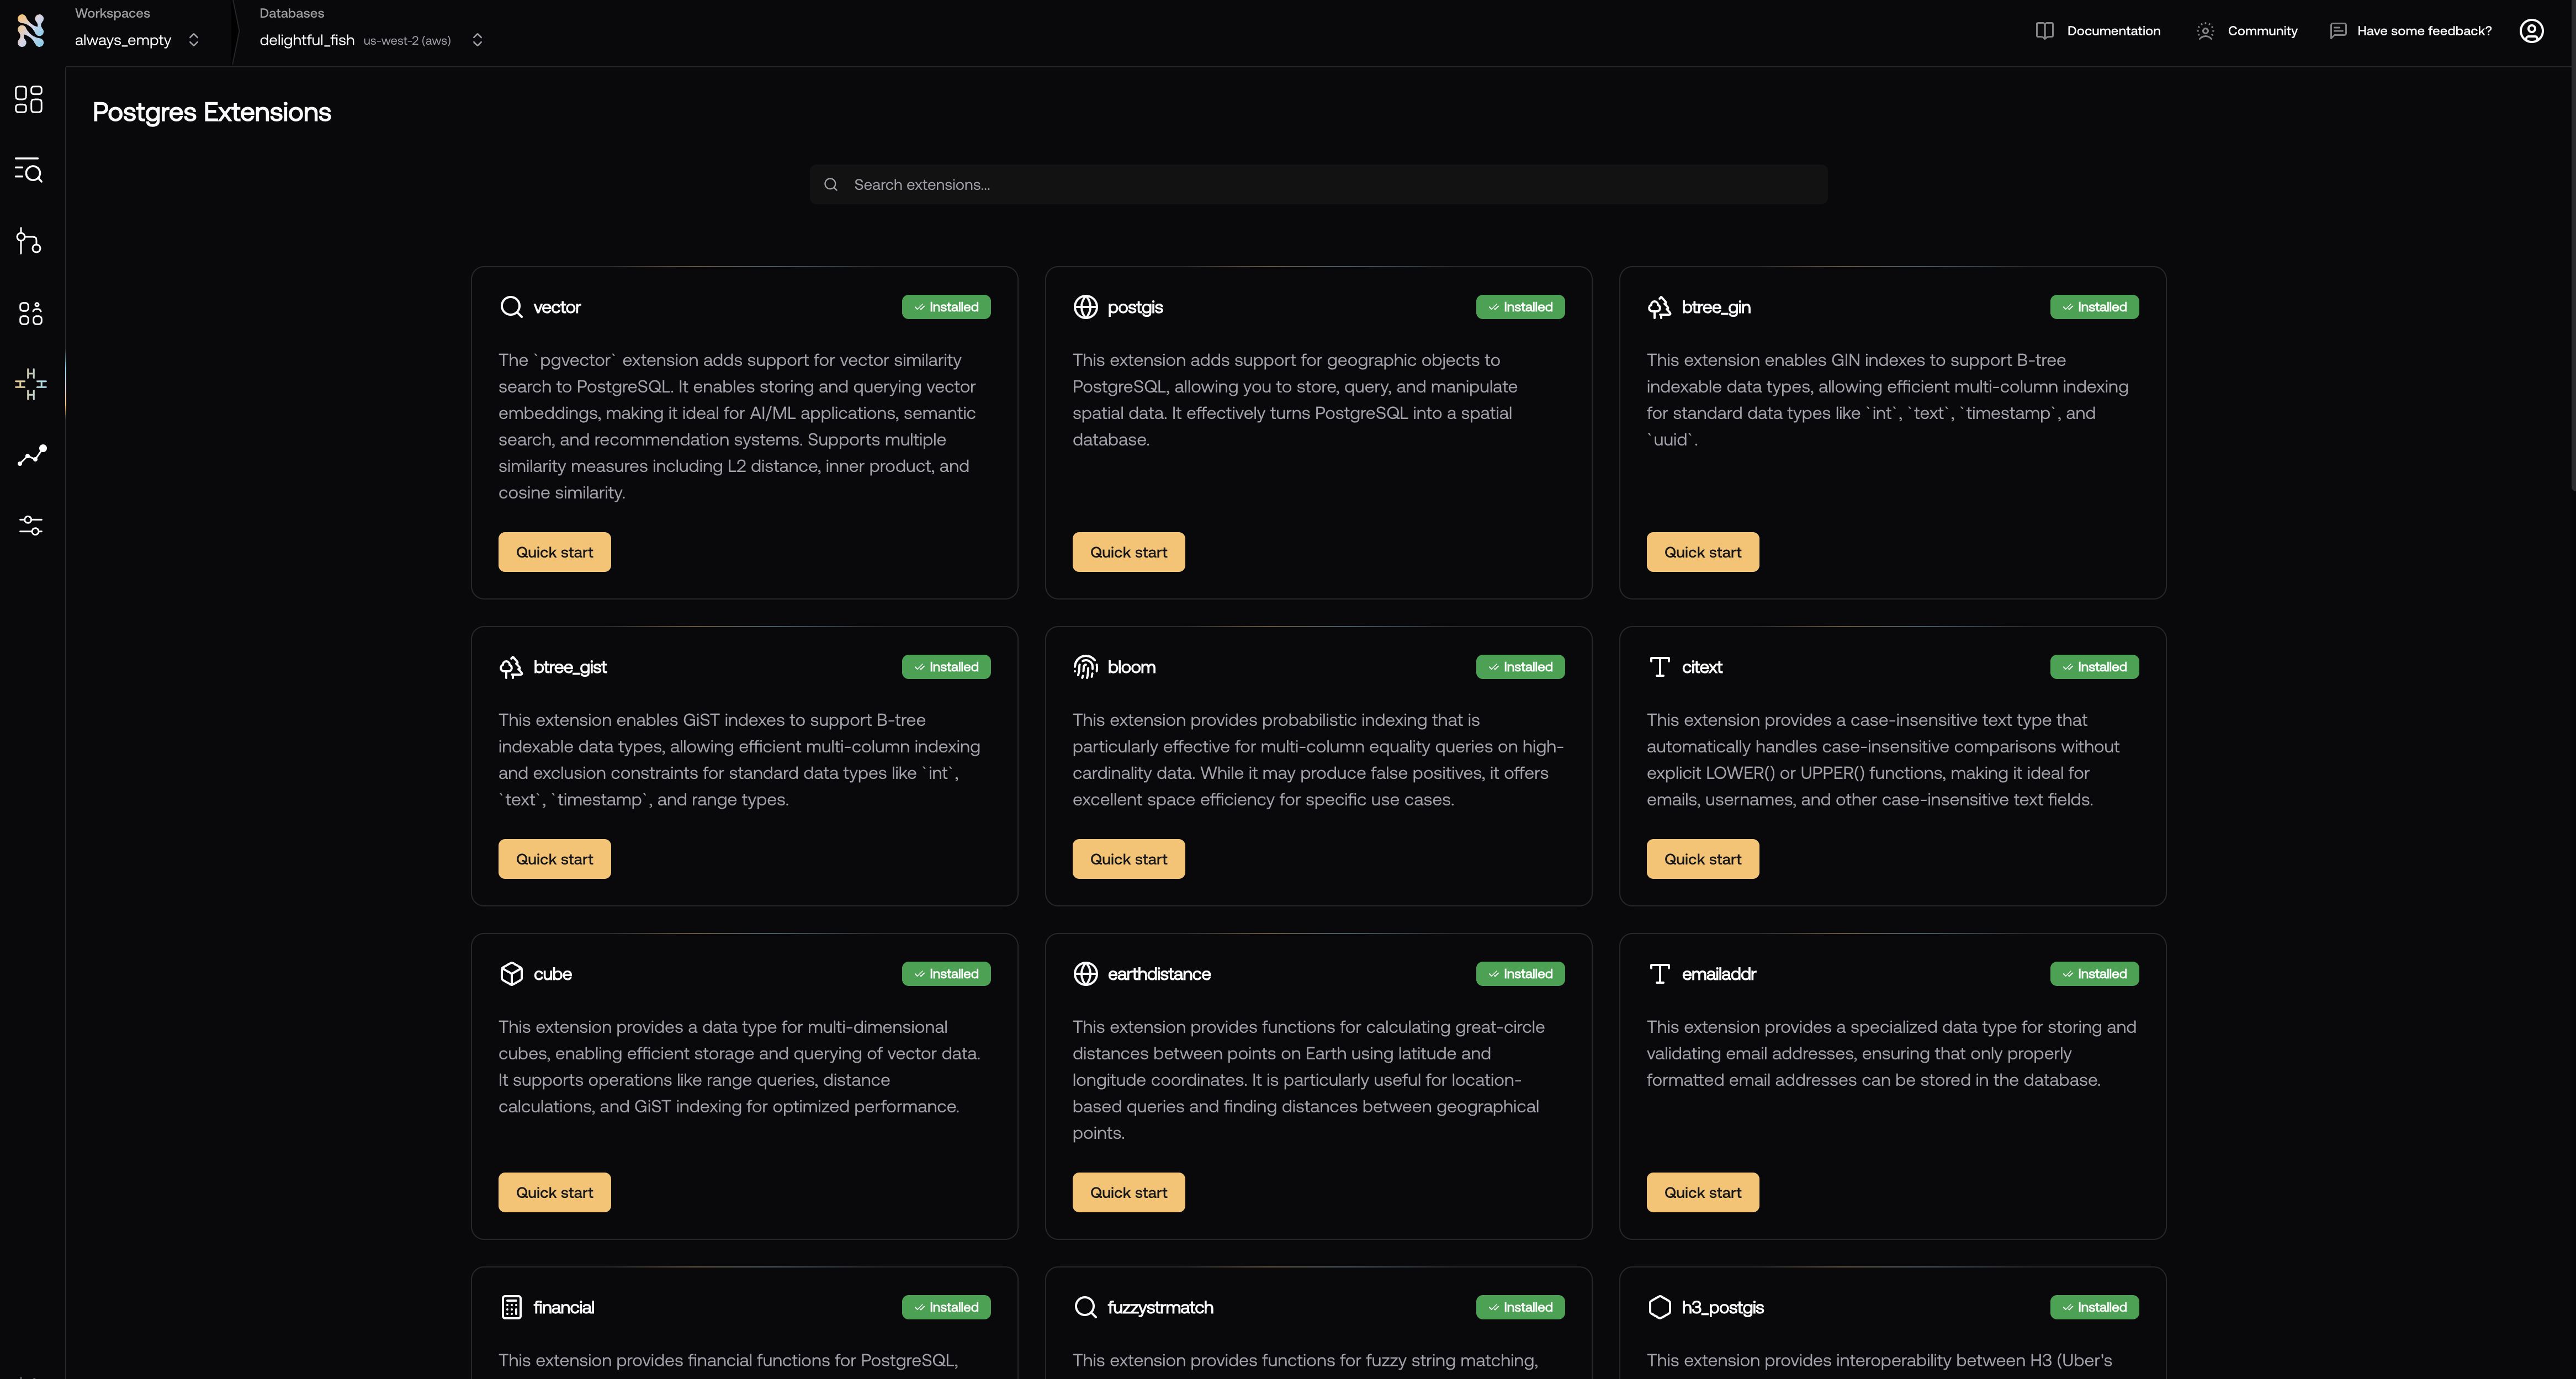 Workspaces
always_empty
Databases
delightful_fish us-west-2 (aws)
Documentation
Community
Have some feedback?
Postgres Extensions
Search extensions...
vector
Installed
The `pgvector` extension adds support for vector similarity
search to PostgreSQL. It enables storing and querying vector
embeddings, making it ideal for AI/ML applications, semantic
search, and recommendation systems. Supports multiple
similarity measures including L2 distance, inner product, and
cosine similarity.
Quick start
postgis
Installed
This extension adds support for geographic objects to
PostgreSQL, allowing you to store, query, and manipulate
spatial data. It effectively turns PostgreSQL into a spatial
database.
Quick start
btree_gin
Installed
This extension enables GIN indexes to support B-tree
indexable data types, allowing efficient multi-column indexing
for standard data types like `int`, `text`, `timestamp`, and
`uuid`.
Quick start
btree_gist
Installed
This extension enables GiST indexes to support B-tree
indexable data types, allowing efficient multi-column indexing
and exclusion constraints for standard data types like `int`,
`text`, `timestamp`, and range types.
Quick start
bloom
Installed
This extension provides probabilistic indexing that is
particularly effective for multi-column equality queries on high-
cardinality data. While it may produce false positives, it offers
excellent space efficiency for specific use cases.
Quick start
citext
Installed
This extension provides a case-insensitive text type that
automatically handles case-insensitive comparisons without
explicit LOWER() or UPPER() functions, making it ideal for
emails, usernames, and other case-insensitive text fields.
Quick start
cube
Installed
This extension provides a data type for multi-dimensional
cubes, enabling efficient storage and querying of vector data.
It supports operations like range queries, distance
calculations, and GiST indexing for optimized performance.
Quick start
earthdistance
Installed
This extension provides functions for calculating great-circle
distances between points on Earth using latitude and
longitude coordinates. It is particularly useful for location-
based queries and finding distances between geographical
points.
Quick start
emailaddr
Installed
This extension provides a specialized data type for storing and
validating email addresses, ensuring that only properly
formatted email addresses can be stored in the database.
Quick start
financial
Installed
This extension provides financial functions for PostgreSQL,
fuzzystrmatch
Installed
This extension provides functions for fuzzy string matching,
h3_postgis
Installed
This extension provides interoperability between H3 (Uber's